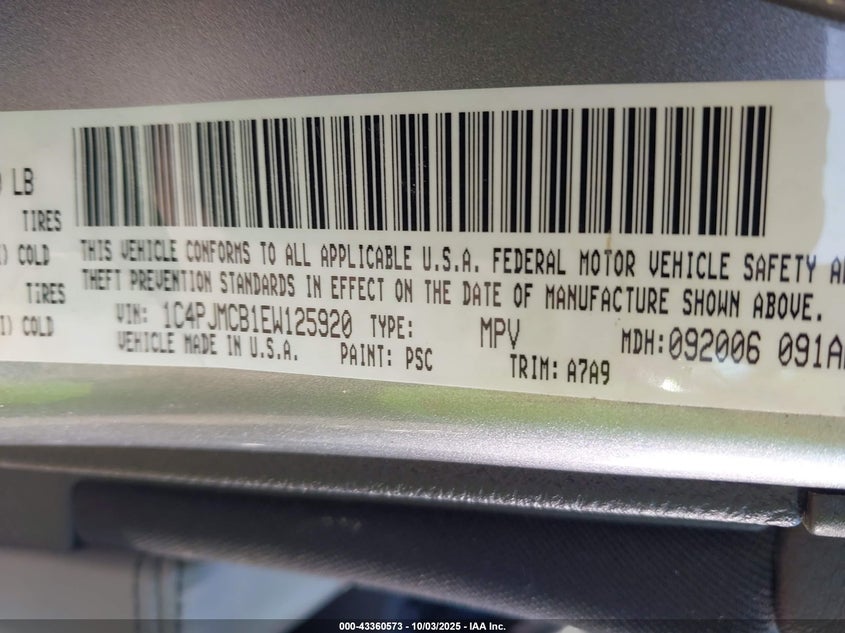 LB
TIRES
COLD
TIRES
COLD
THIS VEHICLE CONFORMS TO ALL APPLICABLE U.S.A. FEDERAL MOTOR VEHICLE SAFETY
THEFT PREVENTION STANDARDS IN EFFECT ON THE DATE OF MANUFACTURE SHOWN ABOVE.
VIN: 1C4PJMCB1EW125920 TYPE: MPV MDH:092006 091A
VEHICLE MADE IN U.S.A. PAINT: PSC TRIM: A7A9
000-43360573 - 10/03/2025 - IAA Inc.